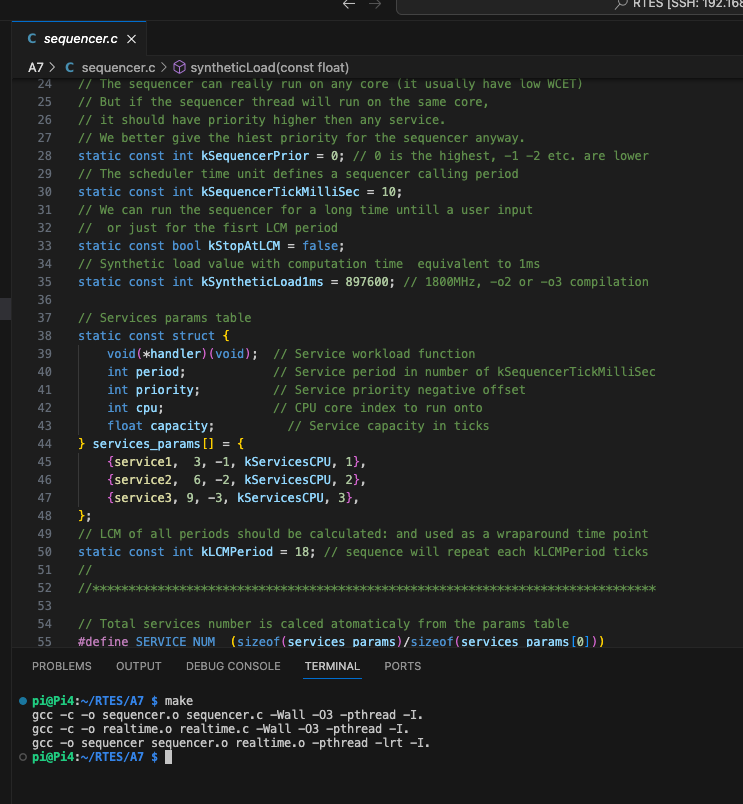 RTES [SSH: 192.168
C sequencer.c ×
A7 > C sequencer.c > syntheticLoad(const float)
24 // The sequencer can really run on any core (it usually have low WCET)
25 // But if the sequencer thread will run on the same core,
26 // it should have priority higher then any service.
27 // We better give the hiest priority for the sequencer anyway.
28 static const int kSequencerPrior = 0; // 0 is the highest, -1 -2 etc. are lower
29 // The scheduler time unit defines a sequencer calling period
30 static const int kSequencerTickMilliSec = 10;
31 // We can run the sequencer for a long time untill a user input
32 //  or just for the fisrt LCM period
33 static const bool kStopAtLCM = false;
34 // Synthetic load value with computation time  equivalent to 1ms
35 static const int kSyntheticLoad1ms = 897600; // 1800MHz, -o2 or -o3 compilation
36
37 // Services params table
38 static const struct {
39     void(*handler)(void);  // Service workload function
40     int period;            // Service period in number of kSequencerTickMilliSec
41     int priority;          // Service priority negative offset
42     int cpu;               // CPU core index to run onto
43     float capacity;          // Service capacity in ticks
44 } services_params[] = {
45     {service1,  3, -1, kServicesCPU, 1},
46     {service2,  6, -2, kServicesCPU, 2},
47     {service3, 9, -3, kServicesCPU, 3},
48 };
49 // LCM of all periods should be calculated: and used as a wraparound time point
50 static const int kLCMPeriod = 18; // sequence will repeat each kLCMPeriod ticks
51 //
52 //******************************************************************************
53
54 // Total services number is calced atomaticaly from the params table
55 #define SERVICE_NUM  (sizeof(services_params)/sizeof(services_params[0]))
PROBLEMS OUTPUT DEBUG CONSOLE TERMINAL PORTS
pi@Pi4:~/RTES/A7 $ make
gcc -c -o sequencer.o sequencer.c -Wall -O3 -pthread -I.
gcc -c -o realtime.o realtime.c -Wall -O3 -pthread -I.
gcc -o sequencer sequencer.o realtime.o -pthread -lrt -I.
pi@Pi4:~/RTES/A7 $